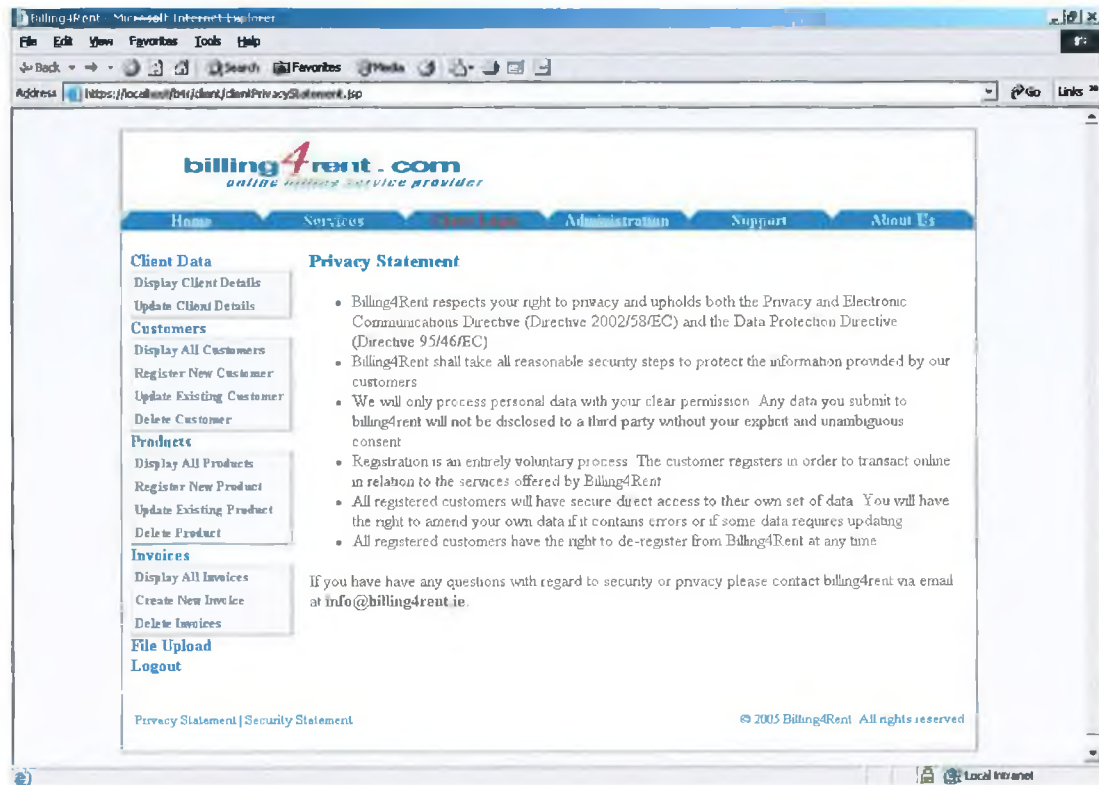 Billing4Rent - Microsoft Internet Explorer
File Edit View Favorites Tools Help
Back Search Favorites Media
Address https://localhost/b4r/client/clientPrivacyStatement.jsp Go Links »
billing4rent.com
online billing service provider
Home Services Client Login Administration Support About Us
Client Data
Display Client Details
Update Client Details
Customers
Display All Customers
Register New Customer
Update Existing Customer
Delete Customer
Products
Display All Products
Register New Product
Update Existing Product
Delete Product
Invoices
Display All Invoices
Create New Invoice
Delete Invoices
File Upload
Logout
Privacy Statement
• Billing4Rent respects your right to privacy and upholds both the Privacy and Electronic
Communications Directive (Directive 2002/58/EC) and the Data Protection Directive
(Directive 95/46/EC)
• Billing4Rent shall take all reasonable security steps to protect the information provided by our
customers
• We will only process personal data with your clear permission. Any data you submit to
billing4rent will not be disclosed to a third party without your explicit and unambiguous
consent
• Registration is an entirely voluntary process. The customer registers in order to transact online
in relation to the services offered by Billing4Rent
• All registered customers will have secure direct access to their own set of data. You will have
the right to amend your own data if it contains errors or if some data requires updating
• All registered customers have the right to de-register from Billing4Rent at any time
If you have have any questions with regard to security or privacy please contact billing4rent via email
at info@billing4rent.ie.
Privacy Statement | Security Statement
© 2005 Billing4Rent. All rights reserved
Local intranet